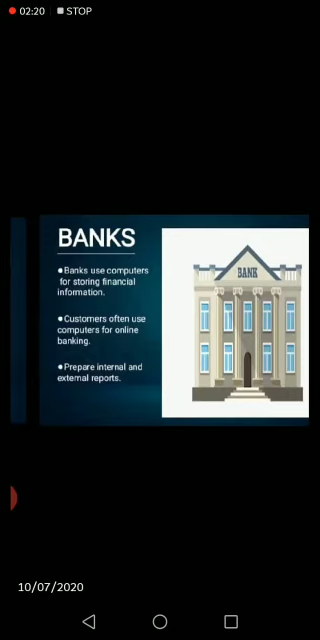 02:20 STOP
BANKS
●Banks use computers
for storing financial
information.
●Customers often use
computers for online
banking.
●Prepare internal and
external reports.
BANK
10/07/2020